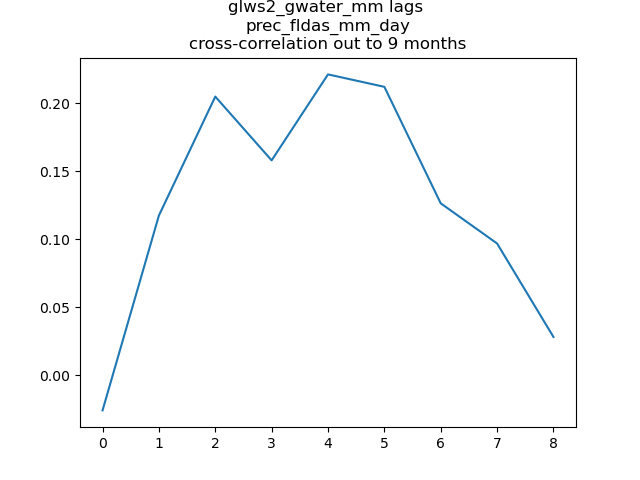 glws2_gwater_mm lags
prec_fldas_mm_day
cross-correlation out to 9 months
0.20
0.15
0.10
0.05
0.00
0 1 2 3 4 5 6 7 8